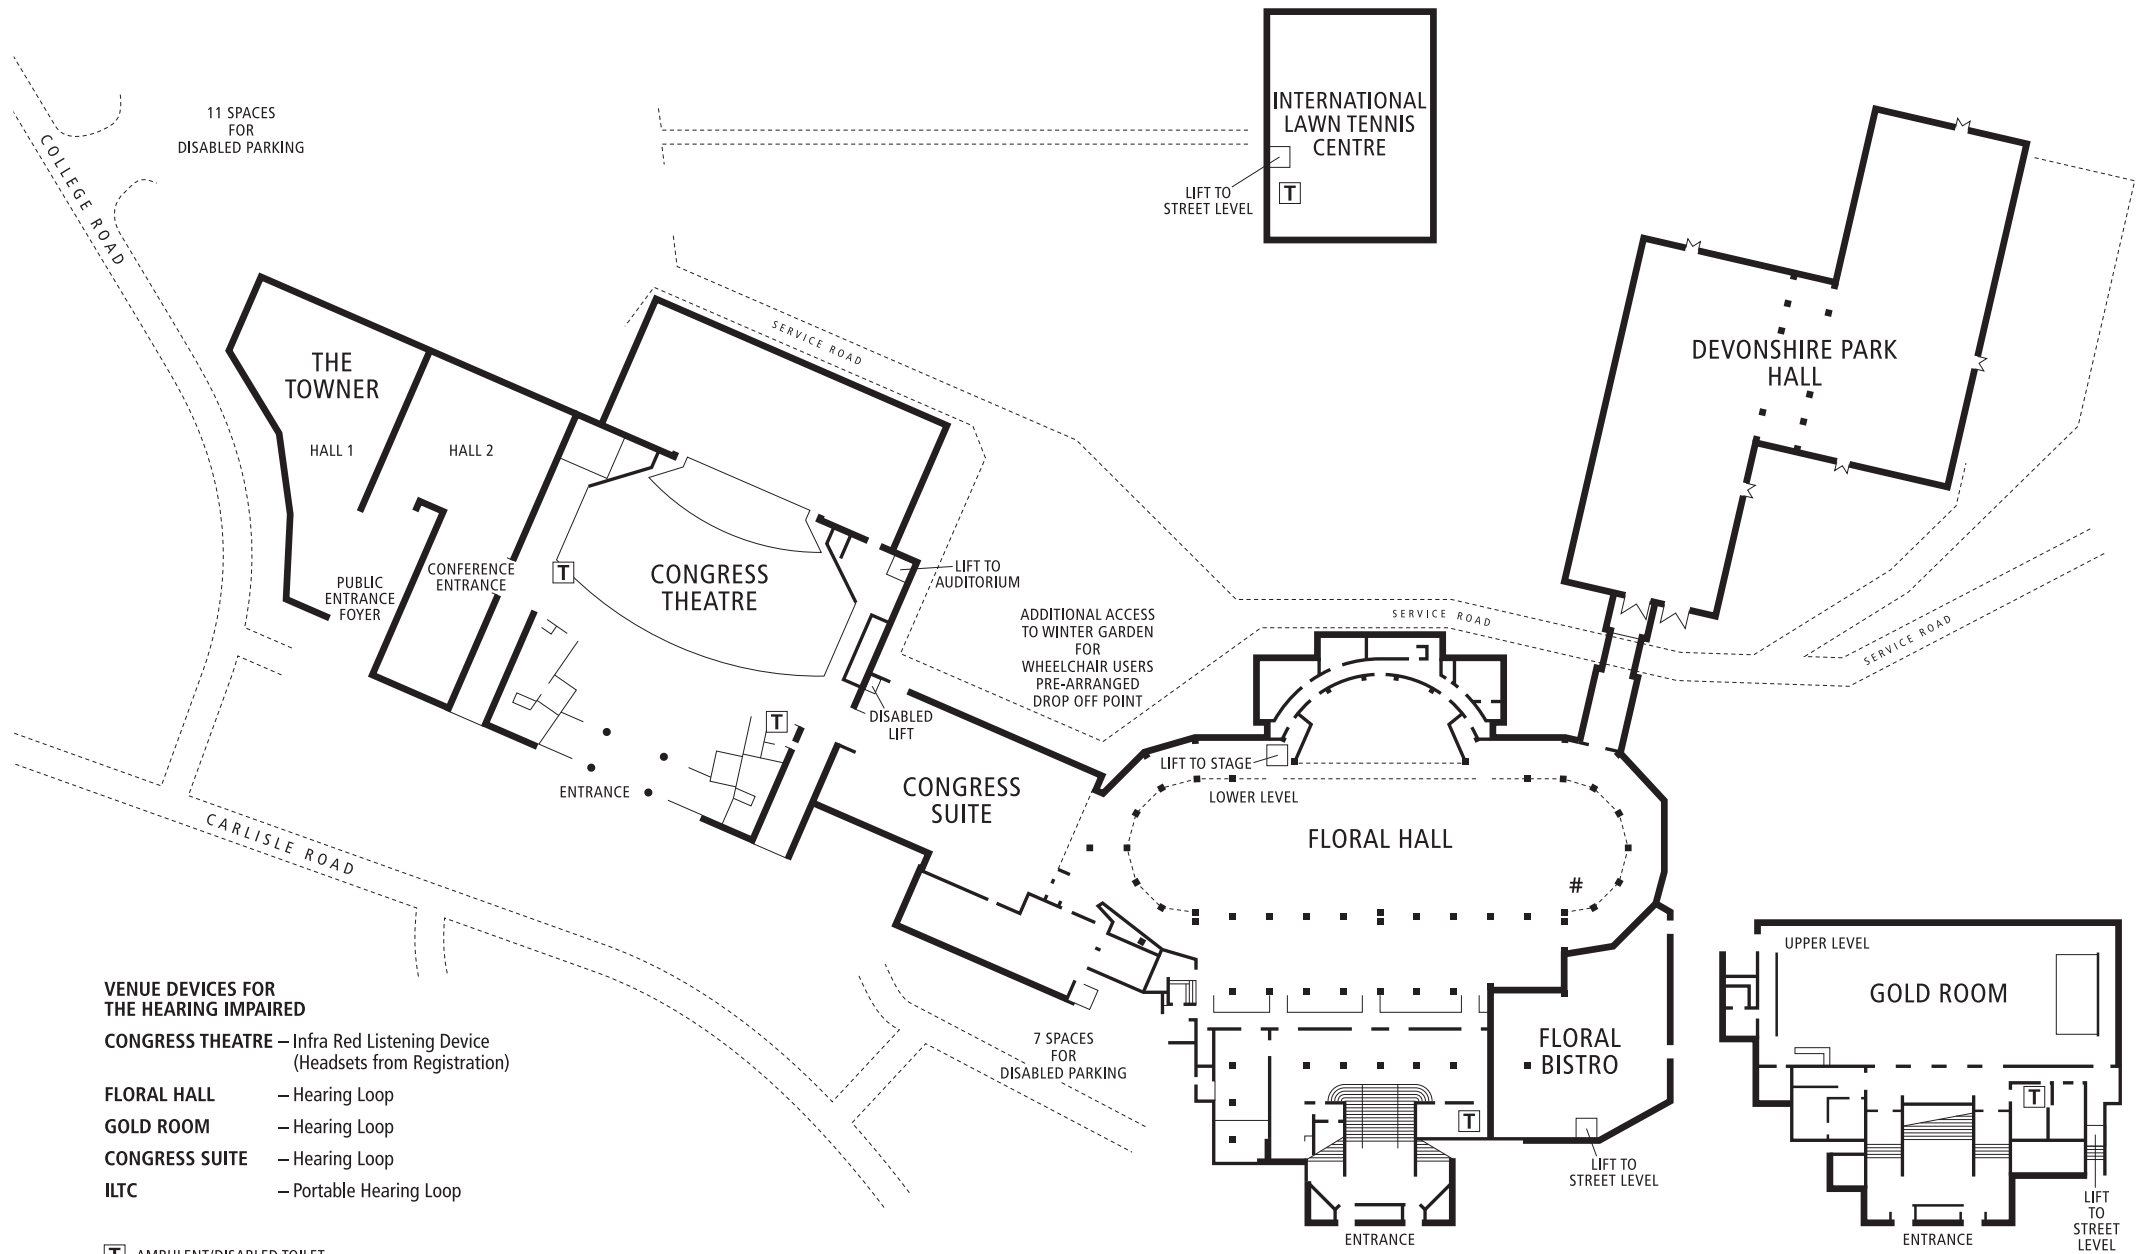 11 SPACES
FOR
DISABLED PARKING
COLLEGE ROAD
INTERNATIONAL
LAWN TENNIS
CENTRE
LIFT TO
STREET LEVEL
T
SERVICE ROAD
THE
TOWNER
HALL 1
HALL 2
DEVONSHIRE PARK
HALL
PUBLIC
ENTRANCE
FOYER
CONFERENCE
ENTRANCE
T
CONGRESS
THEATRE
LIFT TO
AUDITORIUM
ADDITIONAL ACCESS
TO WINTER GARDEN
FOR
WHEELCHAIR USERS
PRE-ARRANGED
DROP OFF POINT
SERVICE ROAD
SERVICE ROAD
T
DISABLED
LIFT
ENTRANCE
CONGRESS
SUITE
LIFT TO STAGE
LOWER LEVEL
FLORAL HALL
#
CARLISLE ROAD
UPPER LEVEL
GOLD ROOM
7 SPACES
FOR
DISABLED PARKING
FLORAL
BISTRO
T
T
LIFT TO
STREET LEVEL
ENTRANCE
ENTRANCE
LIFT
TO
STREET
LEVEL
VENUE DEVICES FOR
THE HEARING IMPAIRED
CONGRESS THEATRE – Infra Red Listening Device
(Headsets from Registration)
FLORAL HALL – Hearing Loop
GOLD ROOM – Hearing Loop
CONGRESS SUITE – Hearing Loop
ILTC – Portable Hearing Loop
T AMBULENT/DISABLED TOILET